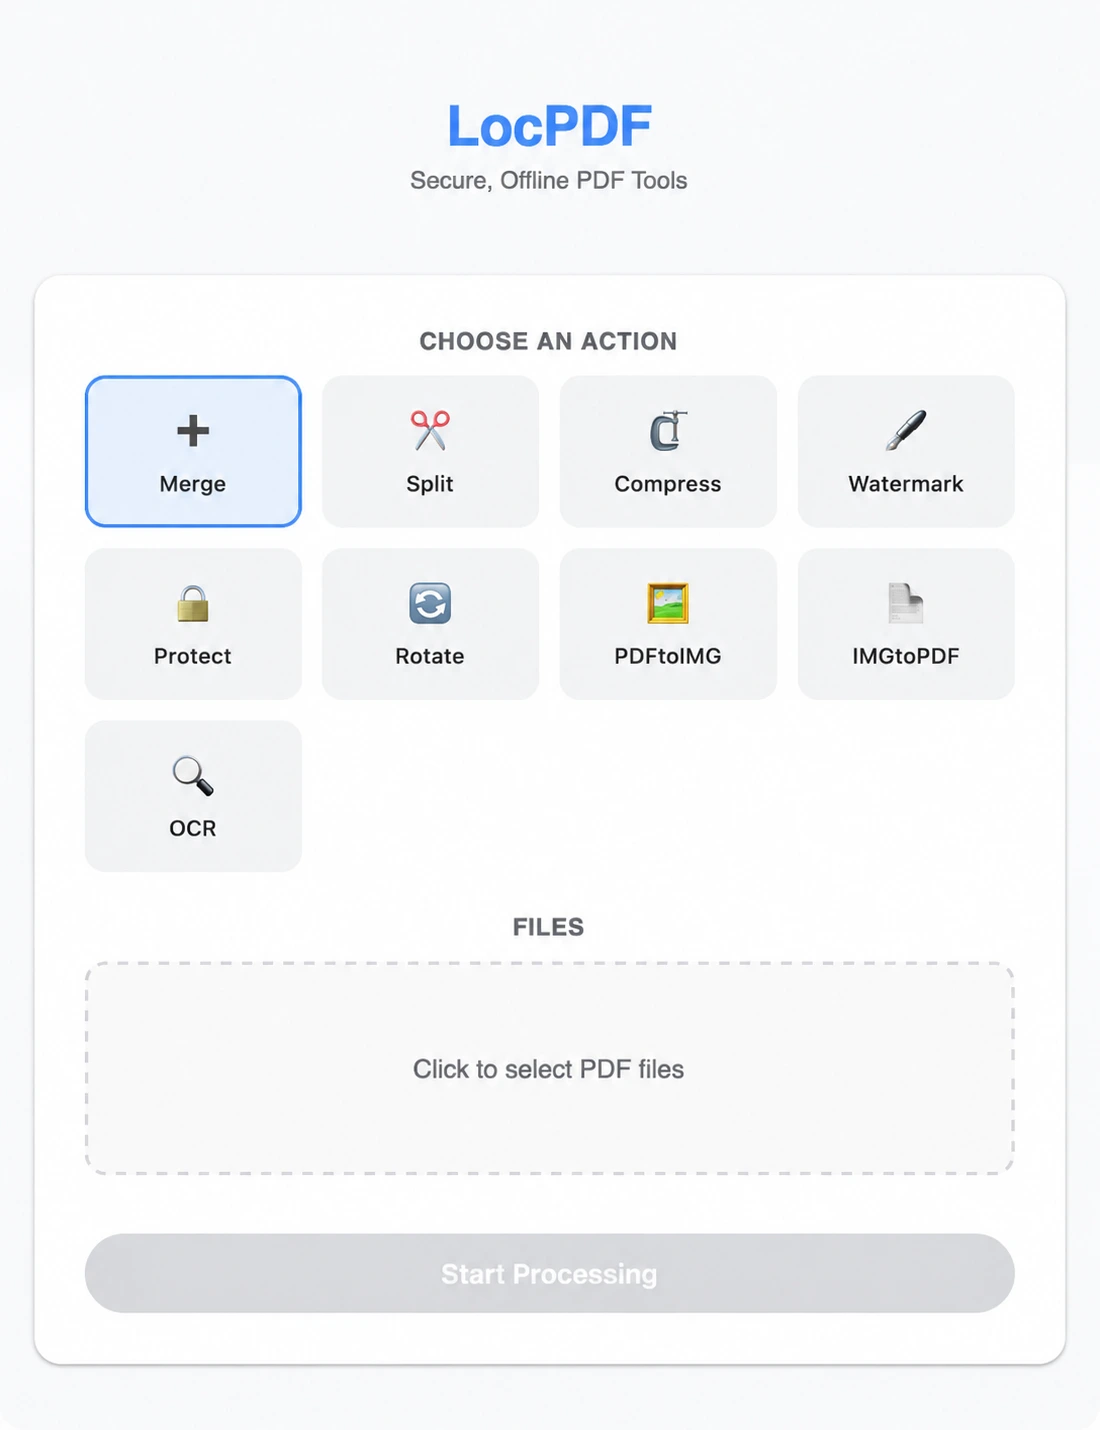 LocPDF
Secure, Offline PDF Tools
CHOOSE AN ACTION
Merge
Split
Compress
Watermark
Protect
Rotate
PDFtoIMG
IMGtoPDF
OCR
FILES
Click to select PDF files
Start Processing